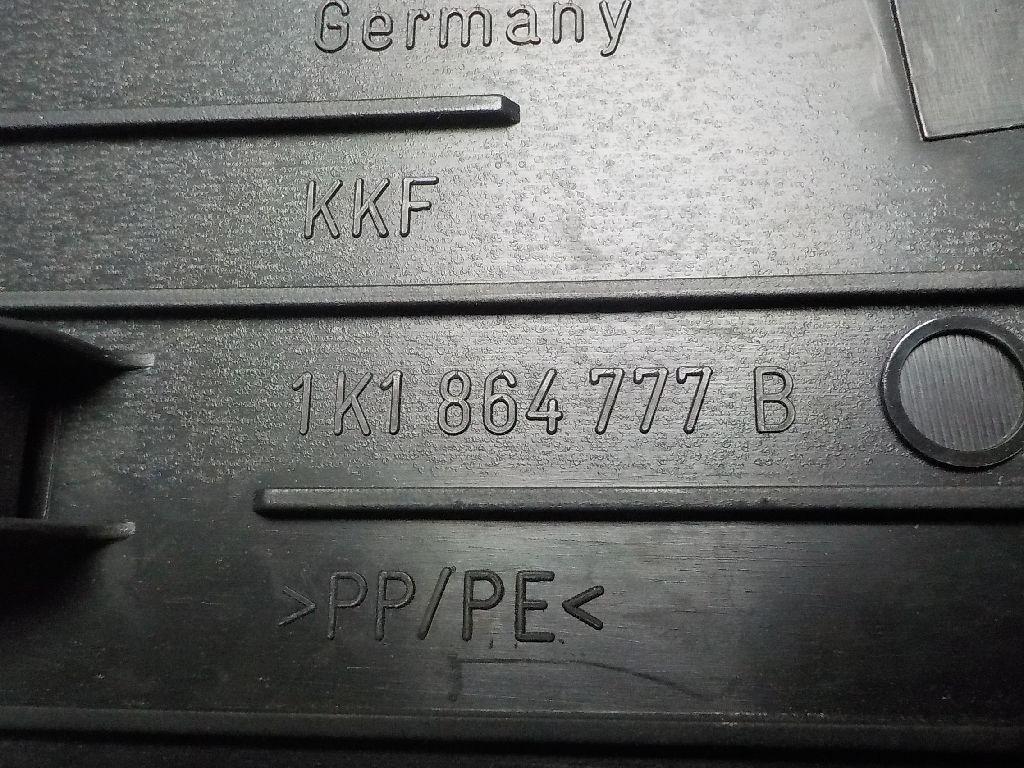 Germany
KKF
1K1 864 777 B
>PP/PE<